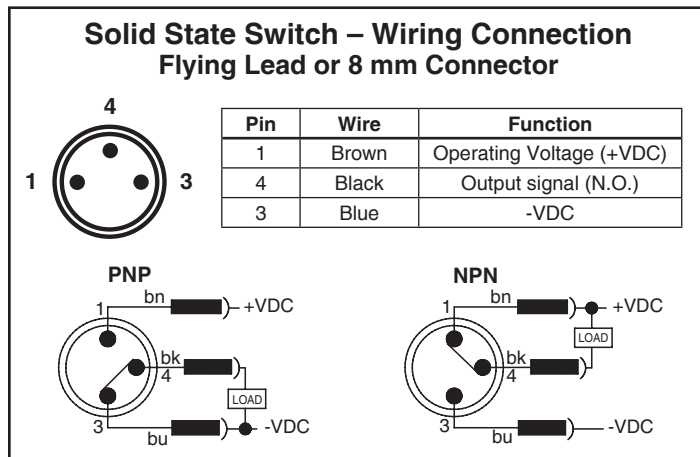 Solid State Switch – Wiring Connection
Flying Lead or 8 mm Connector
4
1
3
Pin Wire Function
1 Brown Operating Voltage (+VDC)
4 Black Output signal (N.O.)
3 Blue -VDC
PNP
1
bn
+VDC
bk
4
LOAD
3
bu
-VDC
NPN
1
bn
+VDC
LOAD
bk
4
3
bu
-VDC